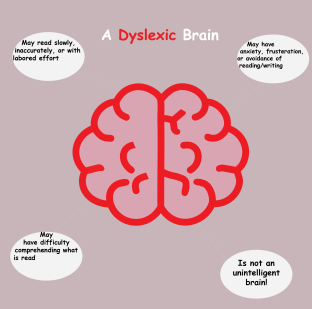 A Dyslexic Brain
May read slowly,
inaccurately, or with
labored effort
May have
anxiety, frusteration,
or avoidance of
reading/writing
May
have difficulty
comprehending what
is read
Is not an
unintelligent
brain!